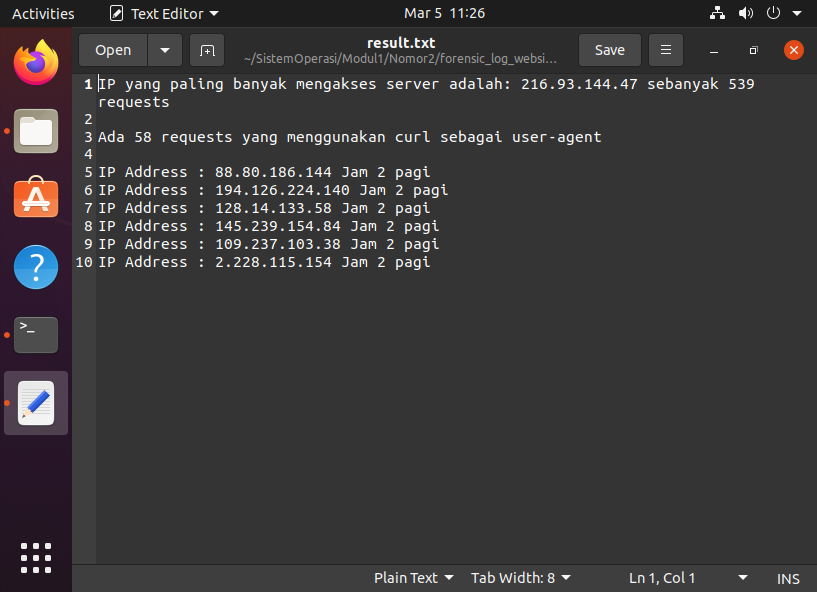 Activities
Text Editor
Mar 5 11:26
Open
result.txt
~/SistemOperasi/Modul1/Nomor2/forensic_log_websi…
Save
1 IP yang paling banyak mengakses server adalah: 216.93.144.47 sebanyak 539
requests
2
3 Ada 58 requests yang menggunakan curl sebagai user-agent
4
5 IP Address : 88.80.186.144 Jam 2 pagi
6 IP Address : 194.126.224.140 Jam 2 pagi
7 IP Address : 128.14.133.58 Jam 2 pagi
8 IP Address : 145.239.154.84 Jam 2 pagi
9 IP Address : 109.237.103.38 Jam 2 pagi
10 IP Address : 2.228.115.154 Jam 2 pagi
Plain Text
Tab Width: 8
Ln 1, Col 1
INS